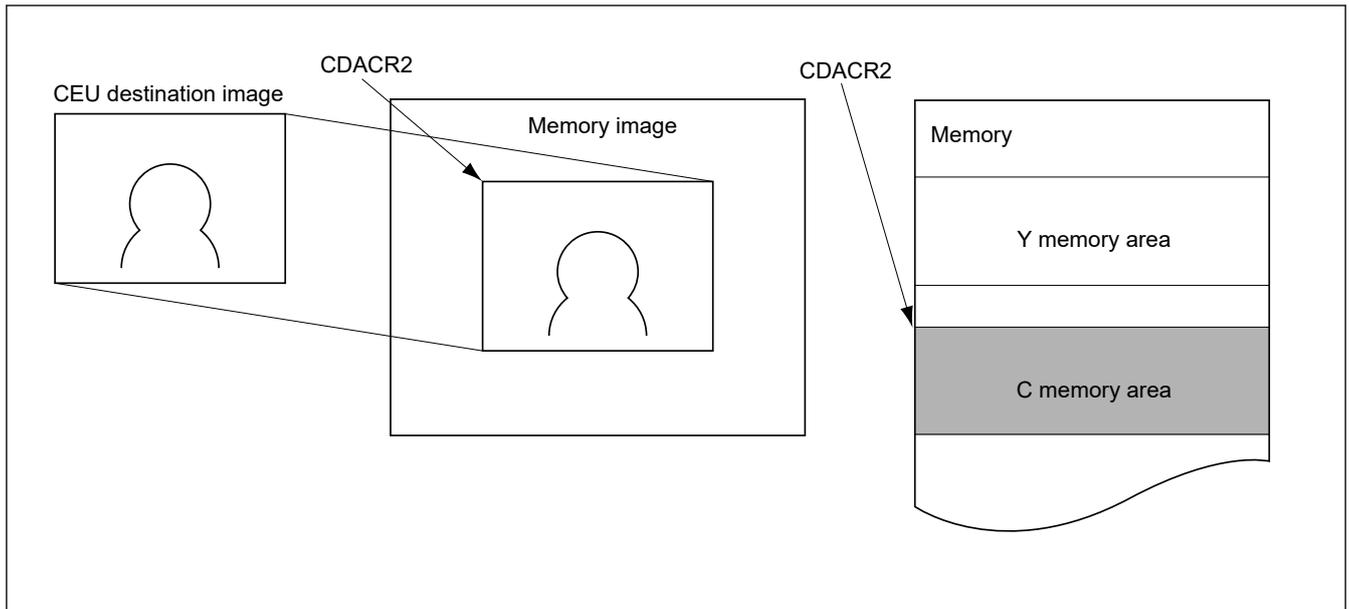 CDACR2
CDACR2
CEU destination image
Memory image
Memory
Y memory area
C memory area